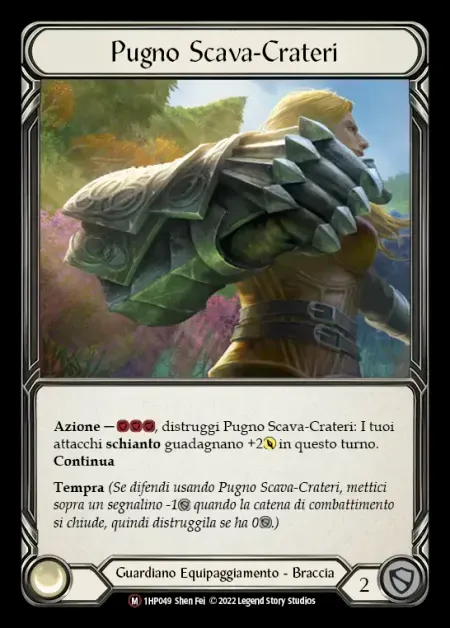 Pugno Scava-Crateri
Azione — , distruggi Pugno Scava-Crateri: I tuoi
attacchi schianto guadagnano +2 in questo turno.
Continua
Tempra (Se difendi usando Pugno Scava-Crateri, mettici
sopra un segnalino -1 quando la catena di combattimento
si chiude, quindi distruggila se ha 0.)
Guardiano Equipaggiamento - Braccia
2
M 1HP049 Shen Fei © 2022 Legend Story Studios